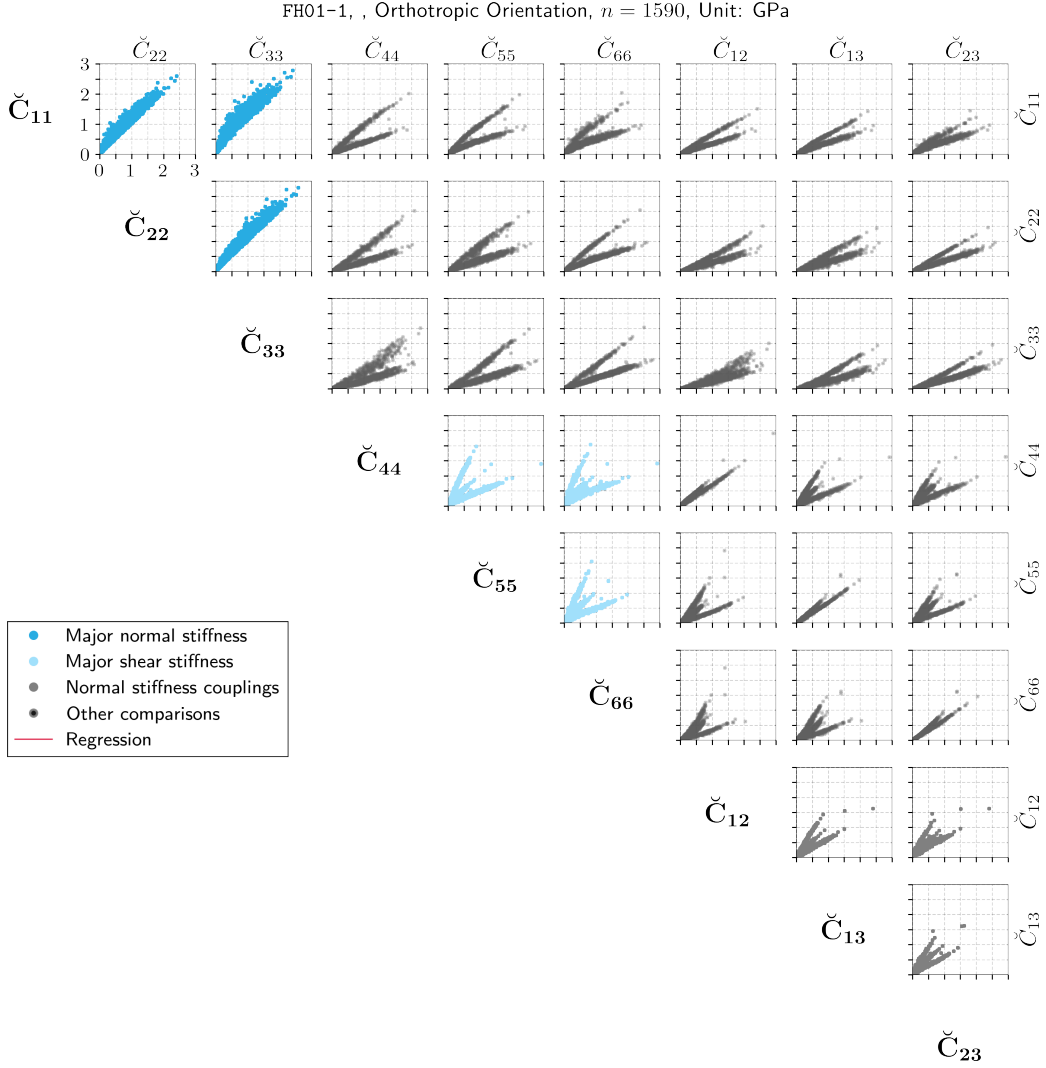 FH01-1, , Orthotropic Orientation, n = 1590, Unit: GPa
C̆22 C̆33 C̆44 C̆55 C̆66 C̆12 C̆13 C̆23
3
2
1
0
0 1 2 3
C̆11 C̆11
C̆22 C̆22
C̆33 C̆33
C̆44 C̆44
C̆55 C̆55
Major normal stiffness
Major shear stiffness
Normal stiffness couplings
Other comparisons
Regression
C̆66 C̆66
C̆12 C̆12
C̆13 C̆13
C̆23